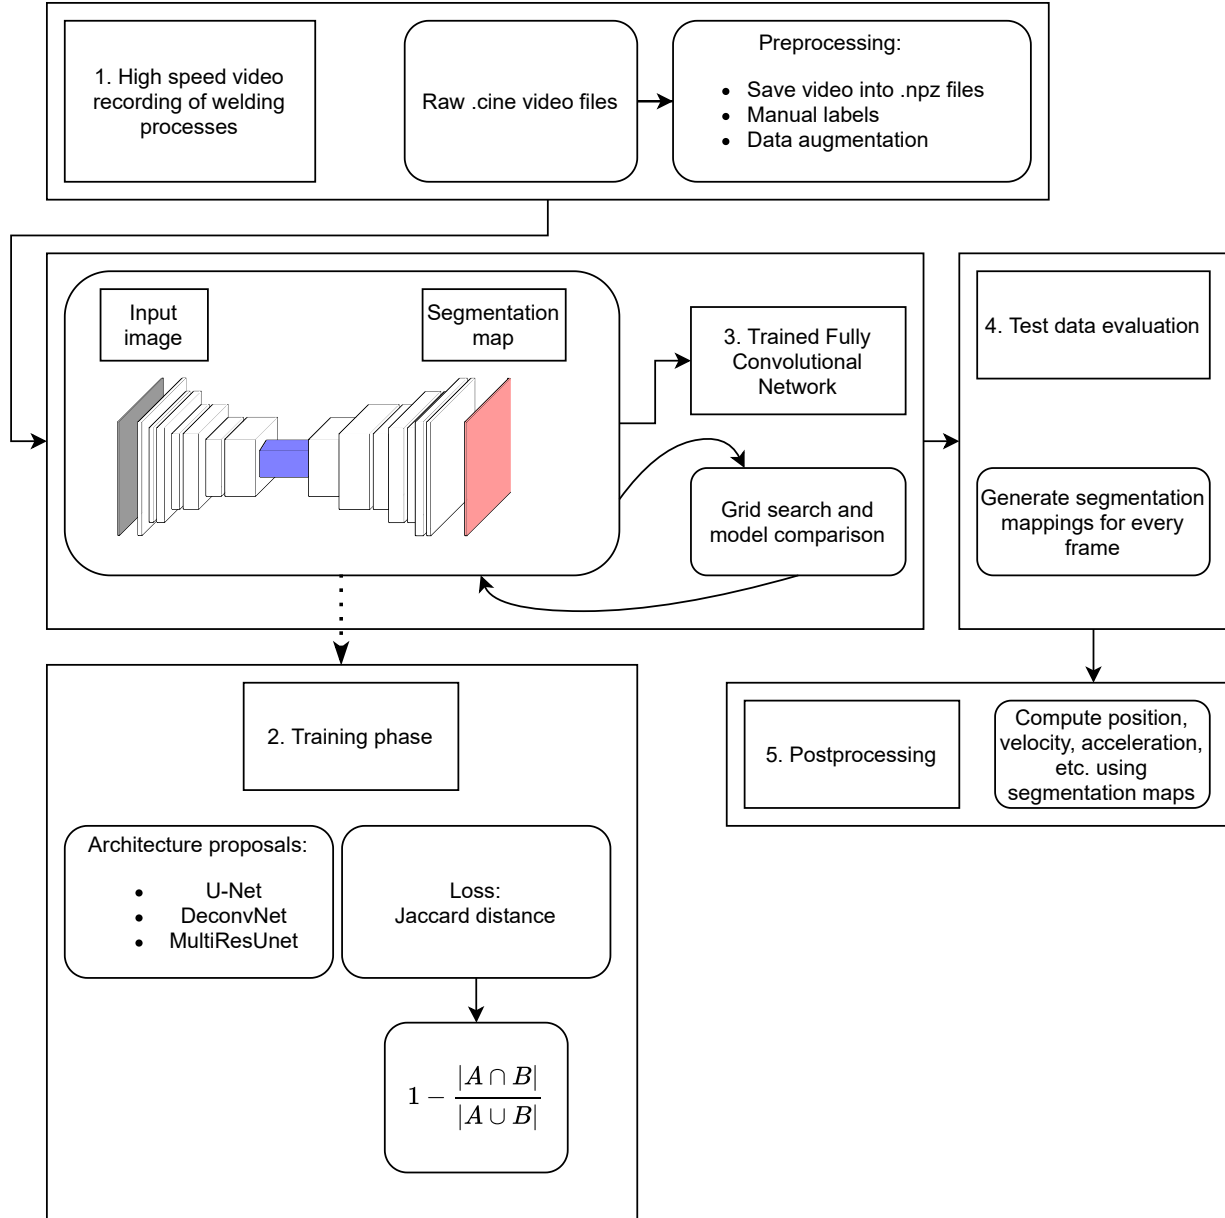 1. High speed video
recording of welding
processes
Raw .cine video files
Preprocessing:
• Save video into .npz files
• Manual labels
• Data augmentation
Input
image
Segmentation
map
3. Trained Fully
Convolutional
Network
Grid search and
model comparison
4. Test data evaluation
Generate segmentation
mappings for every
frame
2. Training phase
Architecture proposals:
• U-Net
• DeconvNet
• MultiResUnet
Loss:
Jaccard distance
1 − |A ∩ B| / |A ∪ B|
5. Postprocessing
Compute position,
velocity, acceleration,
etc. using
segmentation maps